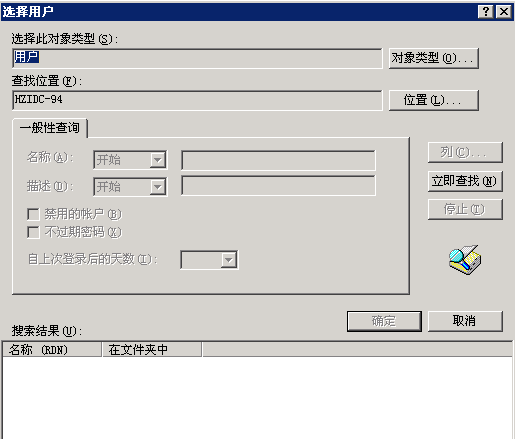 选择用户
选择此对象类型(S):
用户
对象类型(O)...
查找位置(F):
HZIDC-94
位置(L)...
一般性查询
名称(A):
开始
列(C)...
描述(D):
开始
立即查找(N)
禁用的帐户(B)
停止(T)
不过期密码(X)
自上次登录后的天数(I):
确定
取消
搜索结果(U):
名称 (RDN)
在文件夹中